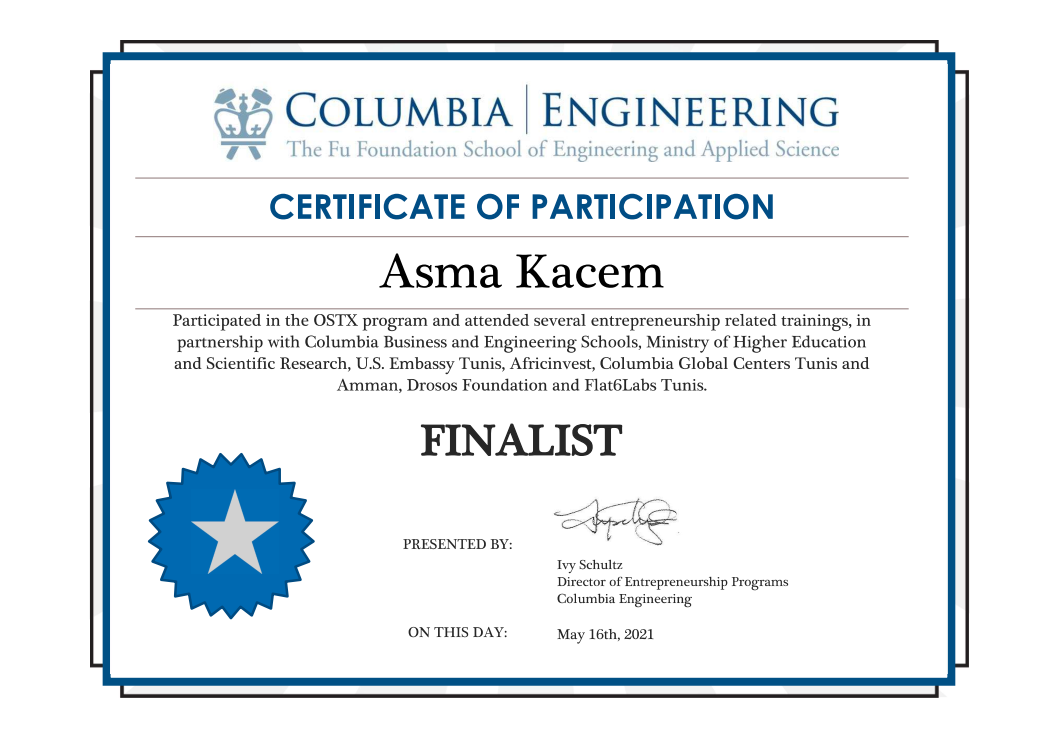 COLUMBIA | ENGINEERING
The Fu Foundation School of Engineering and Applied Science
CERTIFICATE OF PARTICIPATION
Asma Kacem
Participated in the OSTX program and attended several entrepreneurship related trainings, in
partnership with Columbia Business and Engineering Schools, Ministry of Higher Education
and Scientific Research, U.S. Embassy Tunis, Africinvest, Columbia Global Centers Tunis and
Amman, Drosos Foundation and Flat6Labs Tunis.
FINALIST
PRESENTED BY:
Ivy Schultz
Director of Entrepreneurship Programs
Columbia Engineering
ON THIS DAY:
May 16th, 2021